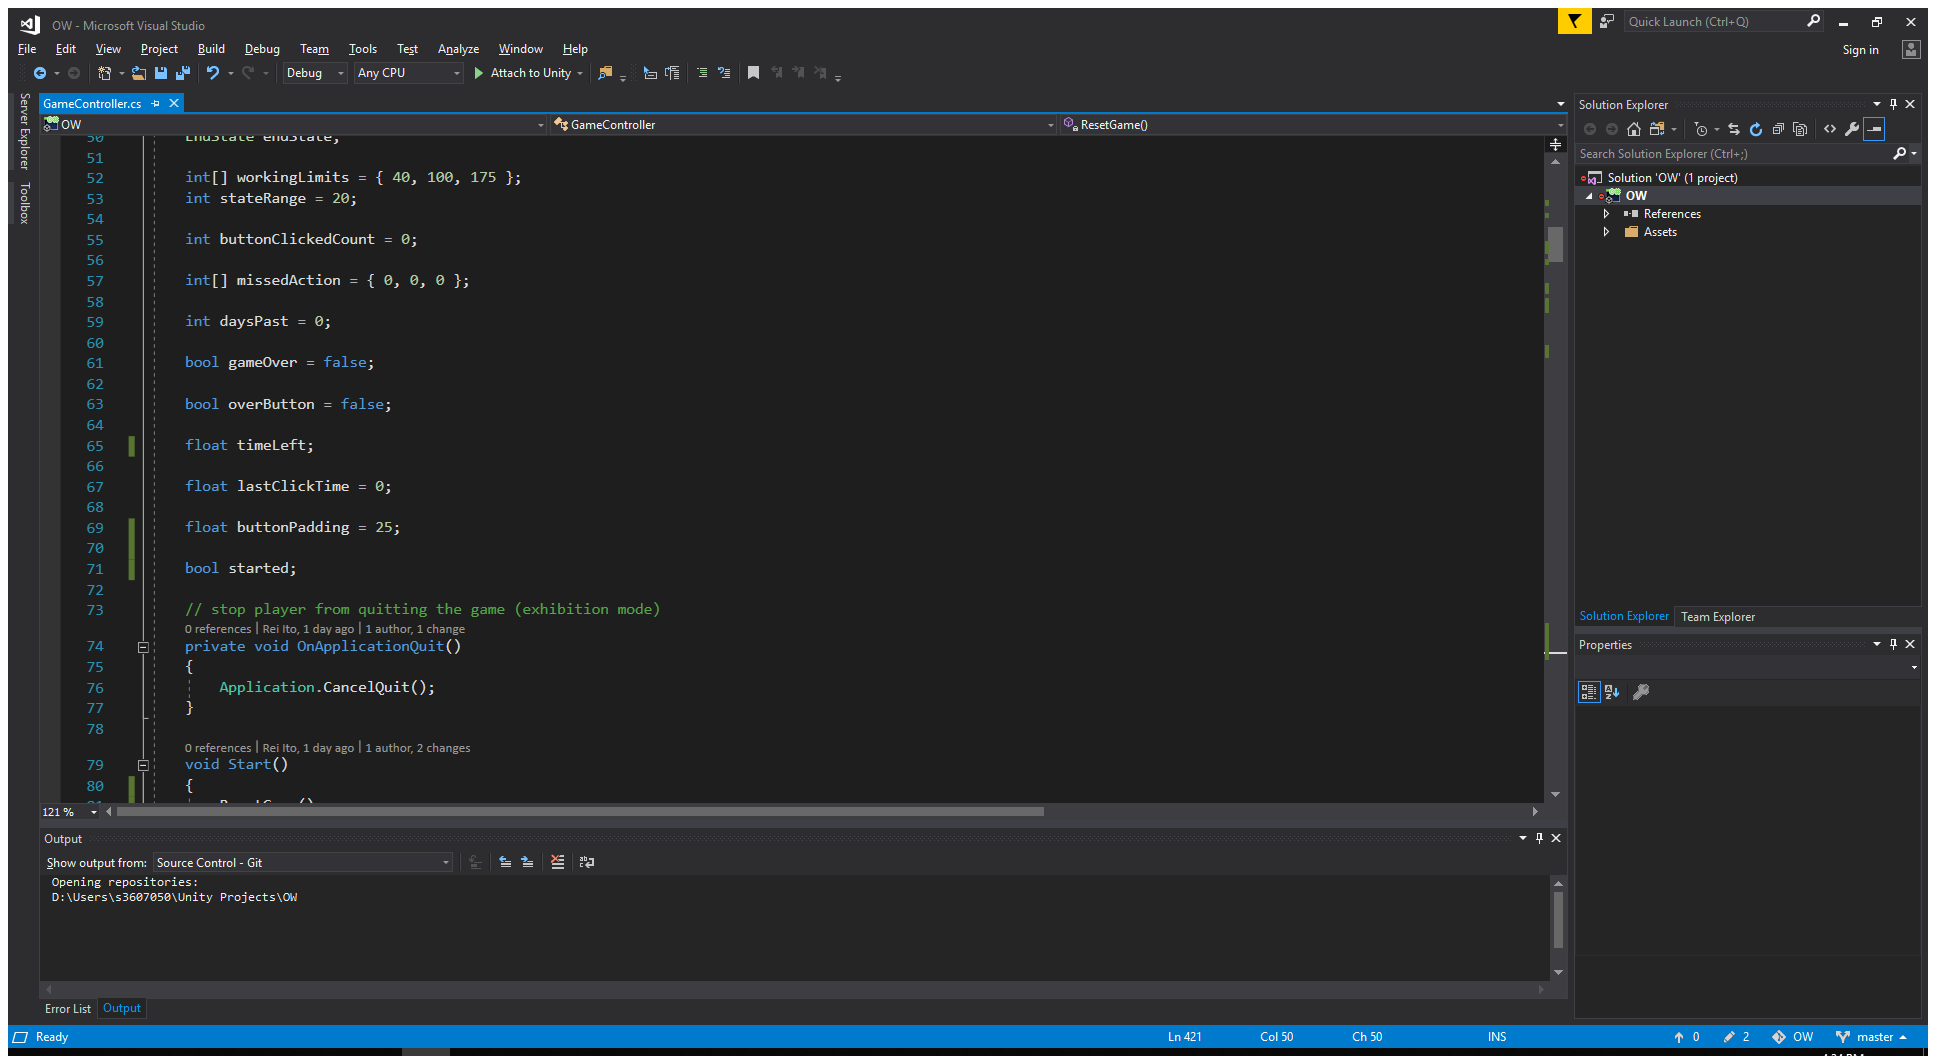 OW - Microsoft Visual Studio
Quick Launch (Ctrl+Q)
File Edit View Project Build Debug Team Tools Test Analyze Window Help
Sign in
Debug Any CPU Attach to Unity
Server Explorer
Toolbox
GameController.cs
OW GameController ResetGame()
50 EndState endState;
51
52 int[] workingLimits = { 40, 100, 175 };
53 int stateRange = 20;
54
55 int buttonClickedCount = 0;
56
57 int[] missedAction = { 0, 0, 0 };
58
59 int daysPast = 0;
60
61 bool gameOver = false;
62
63 bool overButton = false;
64
65 float timeLeft;
66
67 float lastClickTime = 0;
68
69 float buttonPadding = 25;
70
71 bool started;
72
73 // stop player from quitting the game (exhibition mode)
0 references | Rei Ito, 1 day ago | 1 author, 1 change
74 private void OnApplicationQuit()
75 {
76 Application.CancelQuit();
77 }
78
0 references | Rei Ito, 1 day ago | 1 author, 2 changes
79 void Start()
80 {
81 ResetGame()
121 %
Output
Show output from: Source Control - Git
Opening repositories:
D:\Users\s3607050\Unity Projects\OW
Error List Output
Solution Explorer
Search Solution Explorer (Ctrl+;)
Solution 'OW' (1 project)
OW
References
Assets
Solution Explorer Team Explorer
Properties
Ready Ln 421 Col 50 Ch 50 INS 0 2 OW master